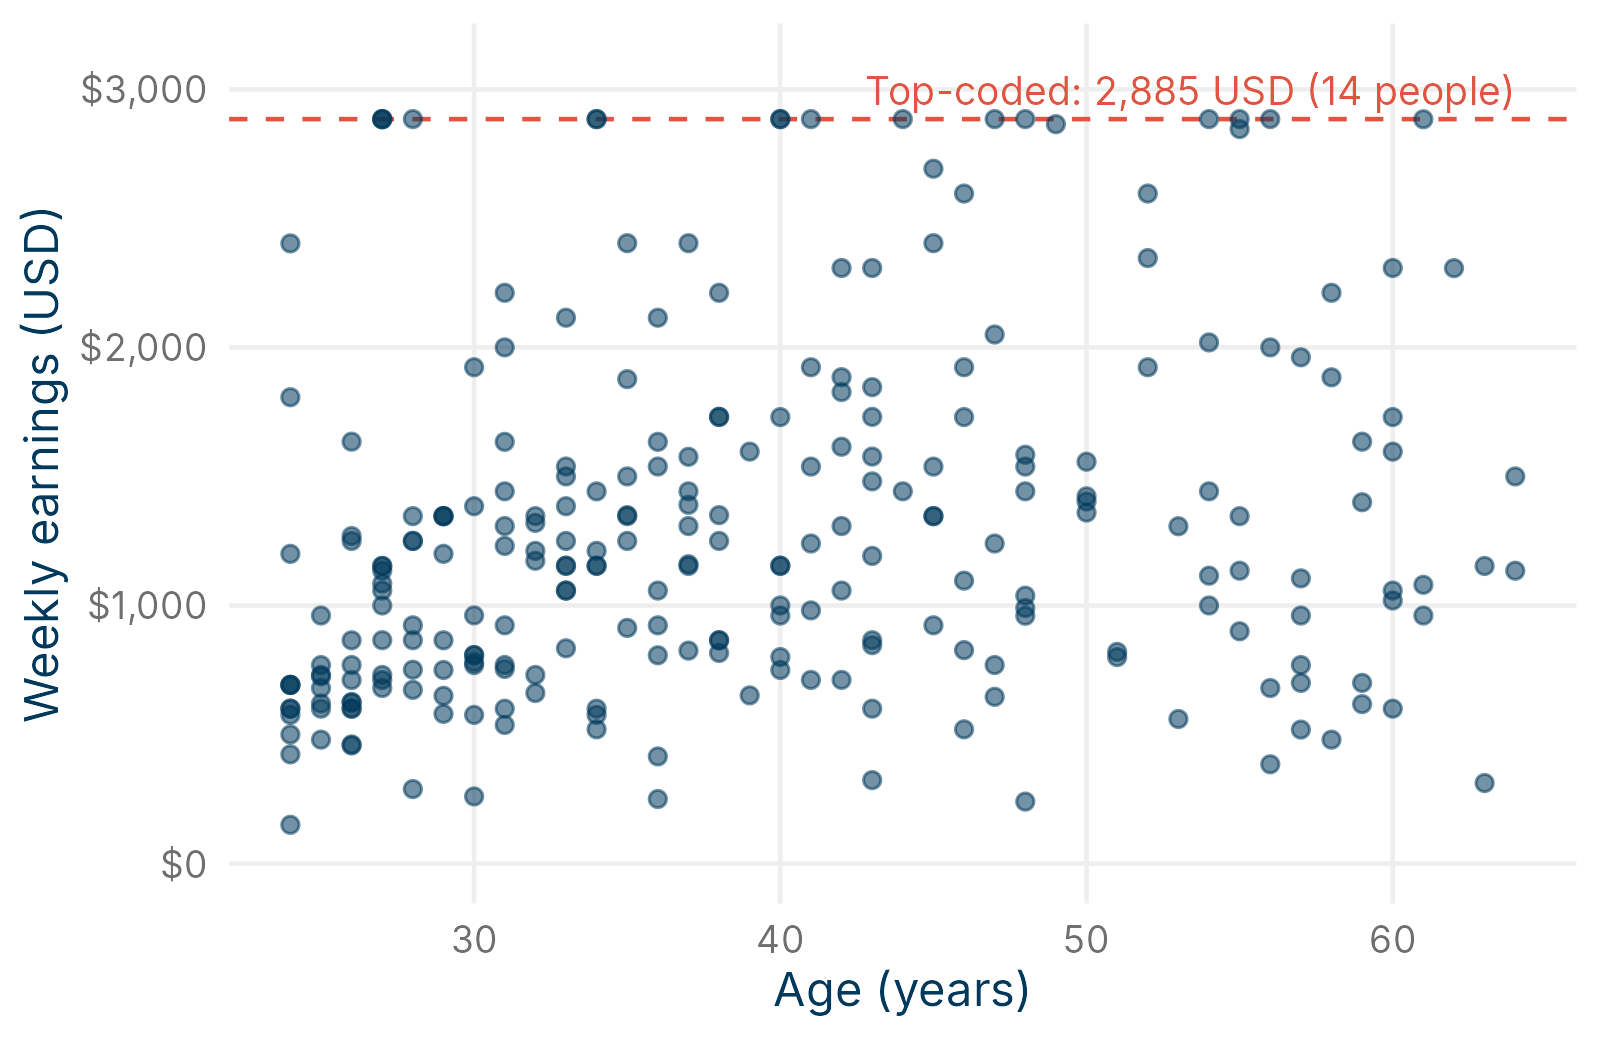 Top-coded: 2,885 USD (14 people)
$3,000
$2,000
$1,000
$0
Weekly earnings (USD)
30
40
50
60
Age (years)